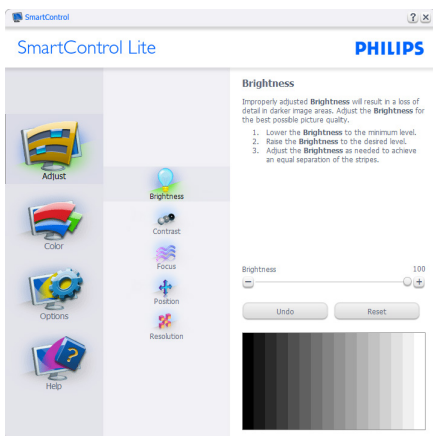 SmartControl
? X
SmartControl Lite
PHILIPS
Adjust
Color
Options
Help
Brightness
Contrast
Focus
Position
Resolution
Brightness
Improperly adjusted Brightness will result in a loss of
detail in darker image areas. Adjust the Brightness for
the best possible picture quality.
1. Lower the Brightness to the minimum level.
2. Raise the Brightness to the desired level.
3. Adjust the Brightness as needed to achieve
an equal separation of the stripes.
Brightness 100
Undo Reset